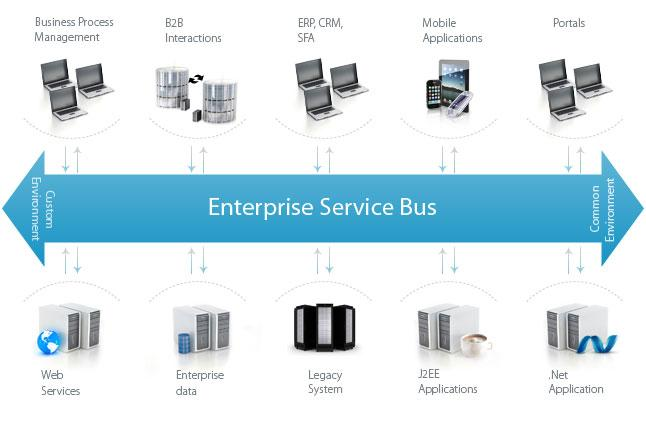 Business Process
Management
B2B
Interactions
ERP, CRM,
SFA
Mobile
Applications
Portals
Custom
Environment
Enterprise Service Bus
Common
Environment
Web
Services
Enterprise
data
Legacy
System
J2EE
Applications
.Net
Application